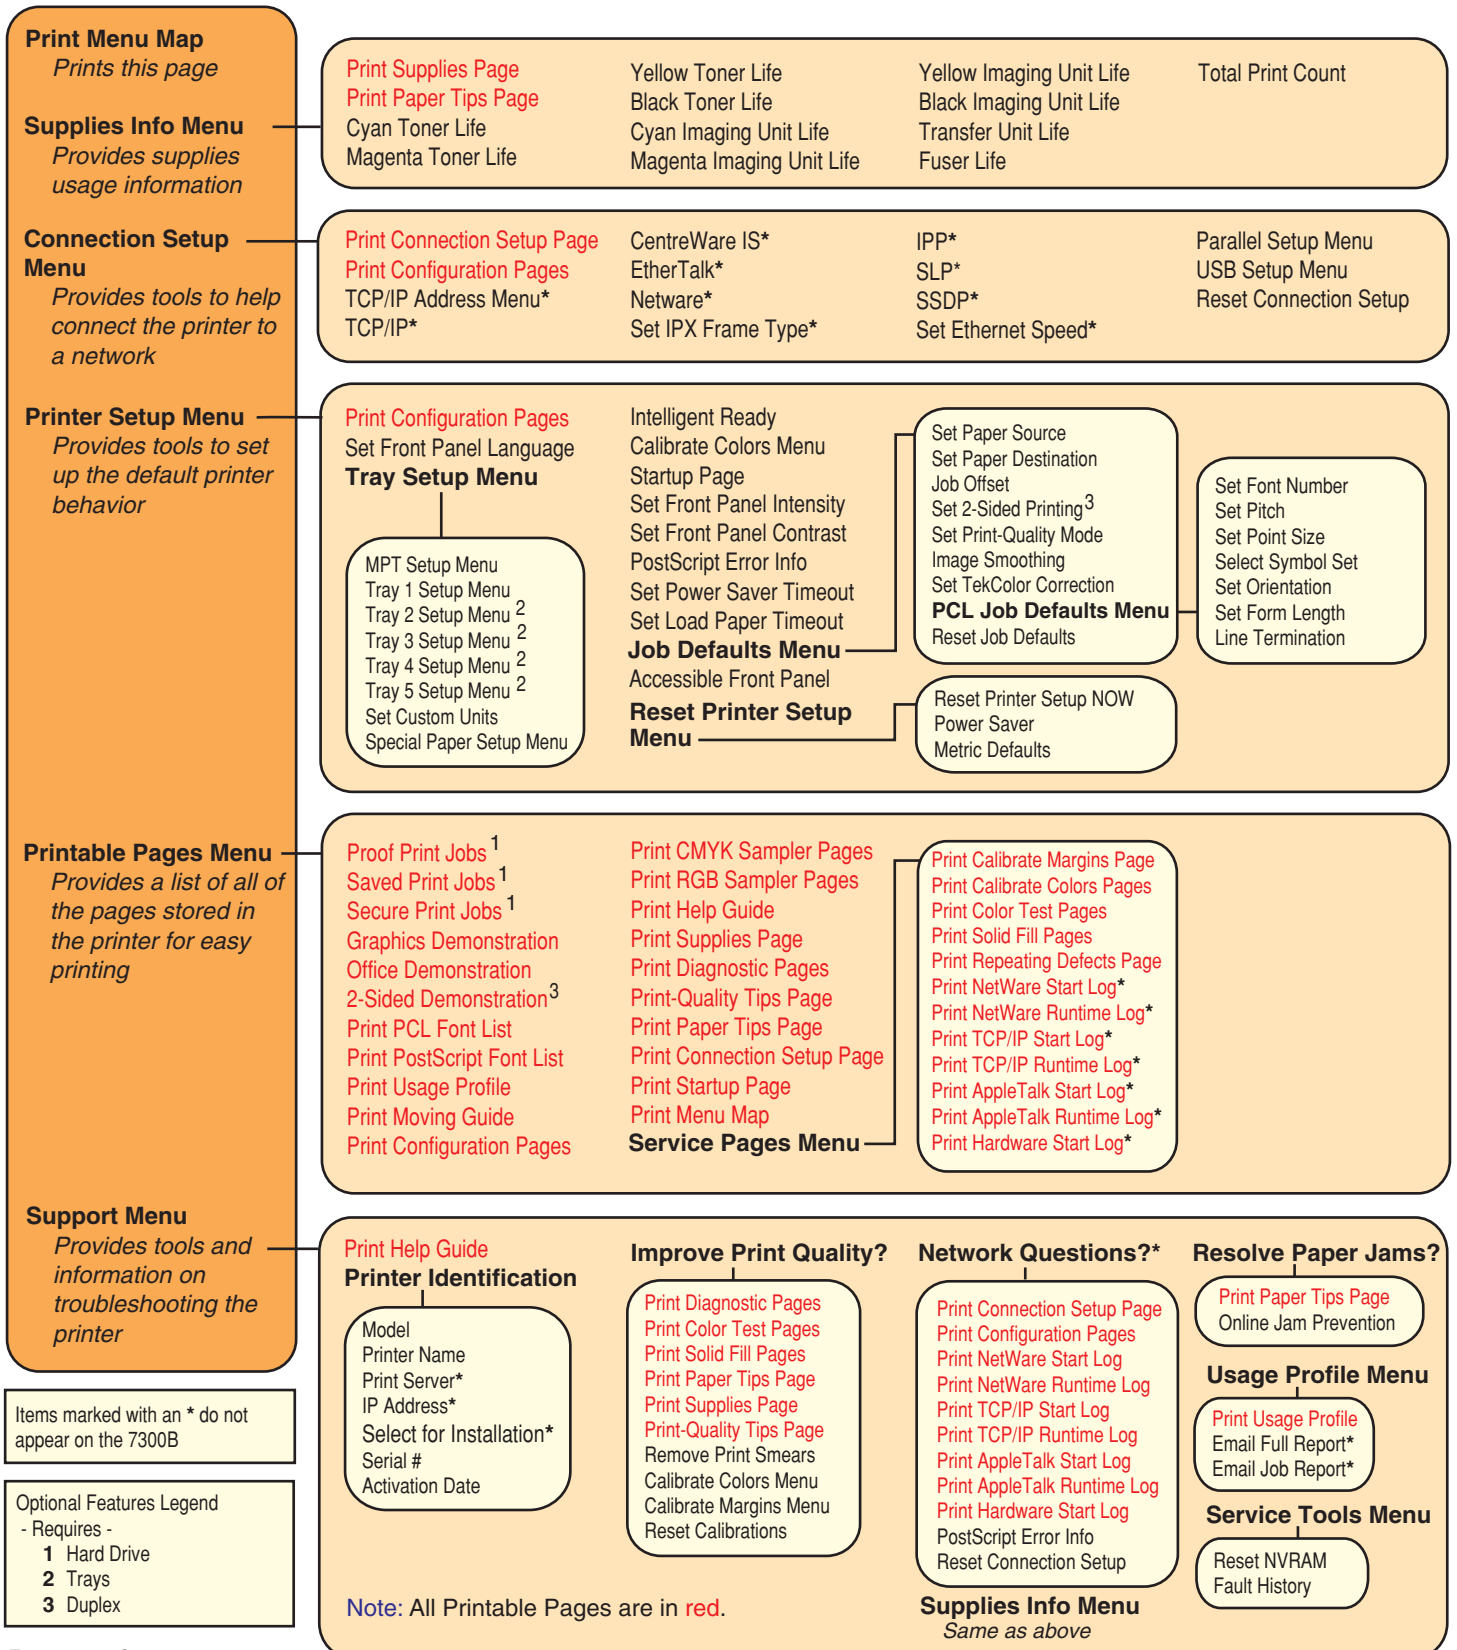 Print Menu Map
Prints this page
Supplies Info Menu
Provides supplies
usage information
Print Supplies Page
Print Paper Tips Page
Cyan Toner Life
Magenta Toner Life
Yellow Toner Life
Black Toner Life
Cyan Imaging Unit Life
Magenta Imaging Unit Life
Yellow Imaging Unit Life
Black Imaging Unit Life
Transfer Unit Life
Fuser Life
Total Print Count
Connection Setup
Menu
Provides tools to help
connect the printer to
a network
Print Connection Setup Page
Print Configuration Pages
TCP/IP Address Menu*
TCP/IP*
CentreWare IS*
EtherTalk*
Netware*
Set IPX Frame Type*
IPP*
SLP*
SSDP*
Set Ethernet Speed*
Parallel Setup Menu
USB Setup Menu
Reset Connection Setup
Printer Setup Menu
Provides tools to set
up the default printer
behavior
Print Configuration Pages
Set Front Panel Language
Tray Setup Menu
MPT Setup Menu
Tray 1 Setup Menu
Tray 2 Setup Menu 2
Tray 3 Setup Menu 2
Tray 4 Setup Menu 2
Tray 5 Setup Menu 2
Set Custom Units
Special Paper Setup Menu
Intelligent Ready
Calibrate Colors Menu
Startup Page
Set Front Panel Intensity
Set Front Panel Contrast
PostScript Error Info
Set Power Saver Timeout
Set Load Paper Timeout
Job Defaults Menu
Accessible Front Panel
Reset Printer Setup
Menu
Set Paper Source
Set Paper Destination
Job Offset
Set 2-Sided Printing3
Set Print-Quality Mode
Image Smoothing
Set TekColor Correction
PCL Job Defaults Menu
Reset Job Defaults
Set Font Number
Set Pitch
Set Point Size
Select Symbol Set
Set Orientation
Set Form Length
Line Termination
Reset Printer Setup NOW
Power Saver
Metric Defaults
Printable Pages Menu
Provides a list of all of
the pages stored in
the printer for easy
printing
Proof Print Jobs 1
Saved Print Jobs 1
Secure Print Jobs 1
Graphics Demonstration
Office Demonstration
2-Sided Demonstration3
Print PCL Font List
Print PostScript Font List
Print Usage Profile
Print Moving Guide
Print Configuration Pages
Print CMYK Sampler Pages
Print RGB Sampler Pages
Print Help Guide
Print Supplies Page
Print Diagnostic Pages
Print-Quality Tips Page
Print Paper Tips Page
Print Connection Setup Page
Print Startup Page
Print Menu Map
Service Pages Menu
Print Calibrate Margins Page
Print Calibrate Colors Pages
Print Color Test Pages
Print Solid Fill Pages
Print Repeating Defects Page
Print NetWare Start Log*
Print NetWare Runtime Log*
Print TCP/IP Start Log*
Print TCP/IP Runtime Log*
Print AppleTalk Start Log*
Print AppleTalk Runtime Log*
Print Hardware Start Log*
Support Menu
Provides tools and
information on
troubleshooting the
printer
Print Help Guide
Printer Identification
Model
Printer Name
Print Server*
IP Address*
Select for Installation*
Serial #
Activation Date
Improve Print Quality?
Print Diagnostic Pages
Print Color Test Pages
Print Solid Fill Pages
Print Paper Tips Page
Print Supplies Page
Print-Quality Tips Page
Remove Print Smears
Calibrate Colors Menu
Calibrate Margins Menu
Reset Calibrations
Network Questions?*
Print Connection Setup Page
Print Configuration Pages
Print NetWare Start Log
Print NetWare Runtime Log
Print TCP/IP Start Log
Print TCP/IP Runtime Log
Print AppleTalk Start Log
Print AppleTalk Runtime Log
Print Hardware Start Log
PostScript Error Info
Reset Connection Setup
Supplies Info Menu
Same as above
Resolve Paper Jams?
Print Paper Tips Page
Online Jam Prevention
Usage Profile Menu
Print Usage Profile
Email Full Report*
Email Job Report*
Service Tools Menu
Reset NVRAM
Fault History
Note: All Printable Pages are in red.
Items marked with an * do not
appear on the 7300B
Optional Features Legend
- Requires -
1 Hard Drive
2 Trays
3 Duplex